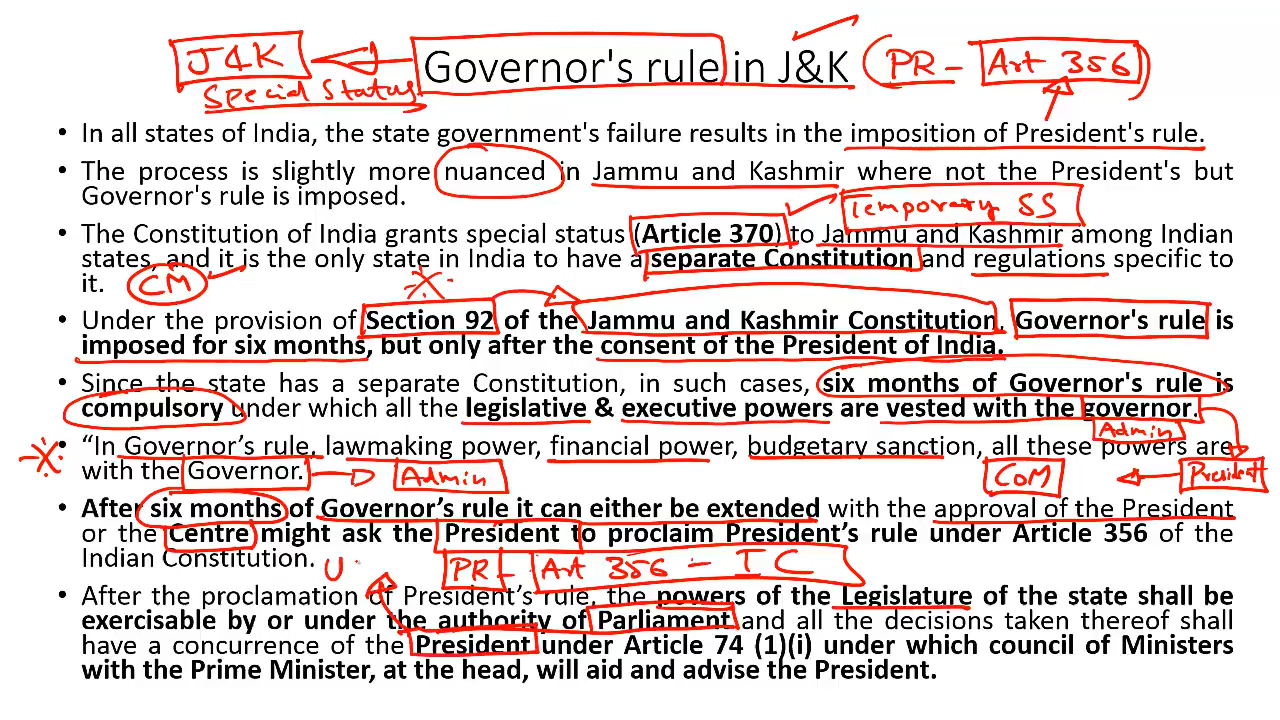 J&K
Special Status
Governor's rule in J&K
(PR – Art 356)
• In all states of India, the state government's failure results in the imposition of President's rule.
• The process is slightly more nuanced in Jammu and Kashmir where not the President's but
Governor's rule is imposed.
Temporary SS
• The Constitution of India grants special status (Article 370) to Jammu and Kashmir among Indian
states, and it is the only state in India to have a separate Constitution and regulations specific to
it.
CM
• Under the provision of Section 92 of the Jammu and Kashmir Constitution, Governor's rule is
imposed for six months, but only after the consent of the President of India.
• Since the state has a separate Constitution, in such cases, six months of Governor's rule is
compulsory under which all the legislative & executive powers are vested with the governor.
Admin
• “In Governor’s rule, lawmaking power, financial power, budgetary sanction, all these powers are
with the Governor.
Admin
CoM
President
• After six months of Governor’s rule it can either be extended with the approval of the President
or the Centre might ask the President to proclaim President’s rule under Article 356 of the
Indian Constitution.
U
PR – Art 356 – IC
• After the proclamation of President’s rule, the powers of the Legislature of the state shall be
exercisable by or under the authority of Parliament and all the decisions taken thereof shall
have a concurrence of the President under Article 74 (1)(i) under which council of Ministers
with the Prime Minister, at the head, will aid and advise the President.